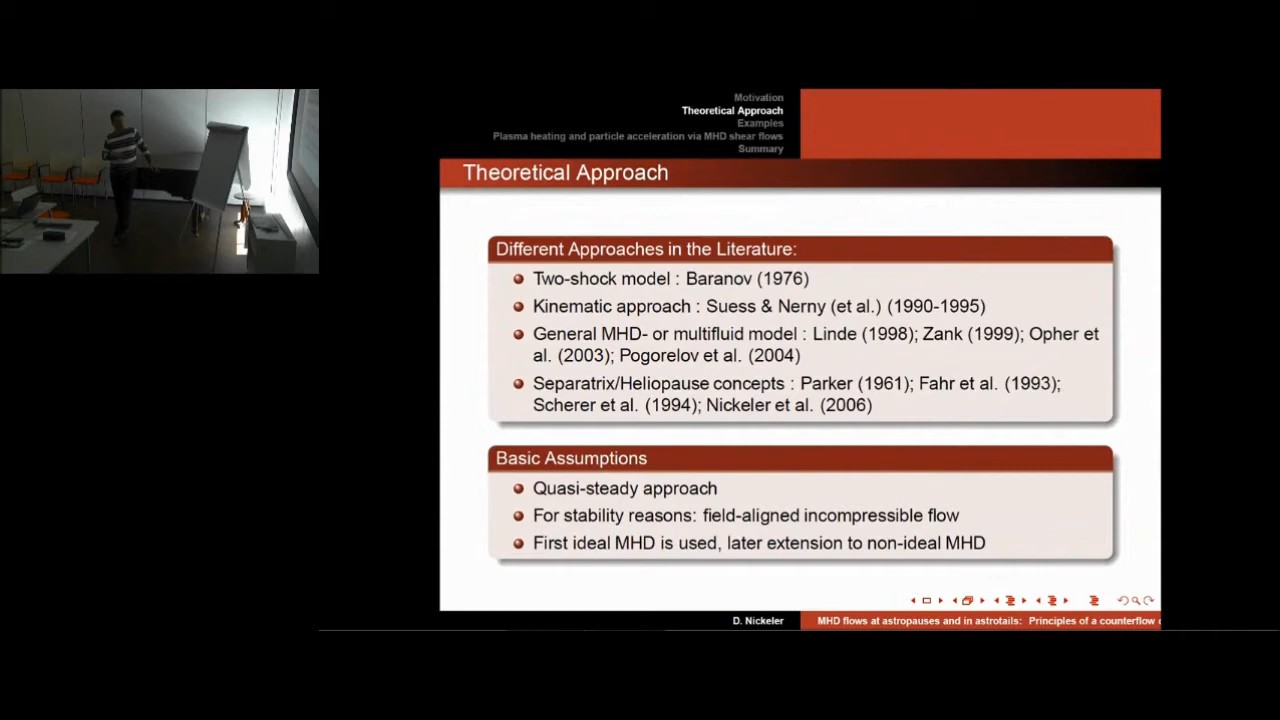 Motivation
Theoretical Approach
Examples
Plasma heating and particle acceleration via MHD shear flows
Summary
Theoretical Approach
Different Approaches in the Literature:
Two-shock model : Baranov (1976)
Kinematic approach : Suess & Nerny (et al.) (1990-1995)
General MHD- or multifluid model : Linde (1998); Zank (1999); Opher et
al. (2003); Pogorelov et al. (2004)
Separatrix/Heliopause concepts : Parker (1961); Fahr et al. (1993);
Scherer et al. (1994); Nickeler et al. (2006)
Basic Assumptions
Quasi-steady approach
For stability reasons: field-aligned incompressible flow
First ideal MHD is used, later extension to non-ideal MHD
D. Nickeler
MHD flows at astropauses and in astrotails: Principles of a counterflow